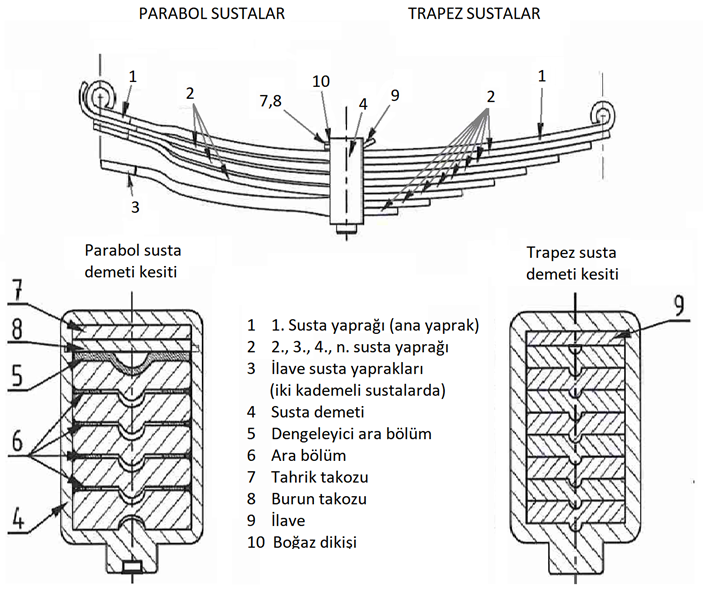 PARABOL SUSTALAR
TRAPEZ SUSTALAR
1
2
3
7,8
10
4
9
2
1
Parabol susta
demeti kesiti
7
8
5
6
4
1 1. Susta yaprağı (ana yaprak)
2 2., 3., 4., n. susta yaprağı
3 İlave susta yaprakları
(iki kademeli sustalarda)
4 Susta demeti
5 Dengeleyici ara bölüm
6 Ara bölüm
7 Tahrik takozu
8 Burun takozu
9 İlave
10 Boğaz dikişi
Trapez susta
demeti kesiti
9